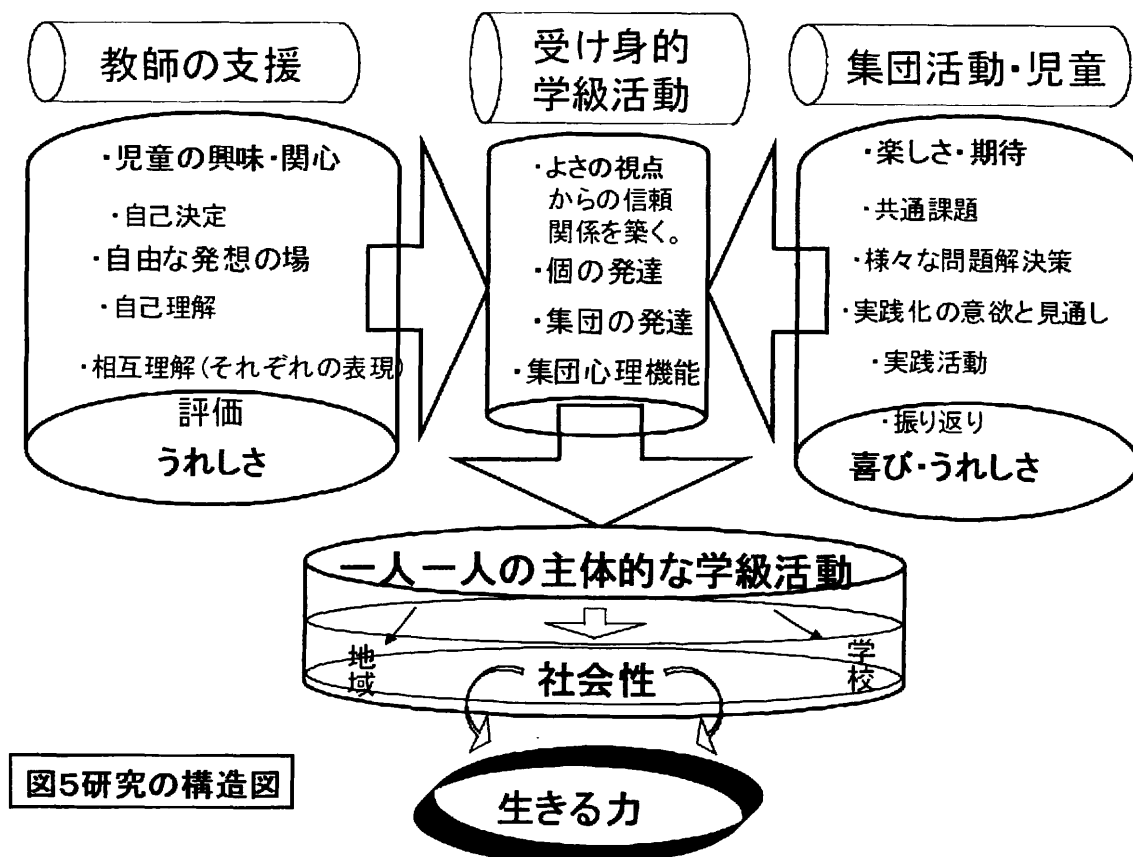 教師の支援
・児童の興味・関心
・自己決定
・自由な発想の場
・自己理解
・相互理解(それぞれの表現)
評価
うれしさ
受け身的
学級活動
・よさの視点
からの信頼
関係を築く。
・個の発達
・集団の発達
・集団心理機能
集団活動・児童
・楽しさ・期待
・共通課題
・様々な問題解決策
・実践化の意欲と見通し
・実践活動
・振り返り
喜び・うれしさ
一人一人の主体的な学級活動
地域
社会性
学校
生きる力
図5研究の構造図